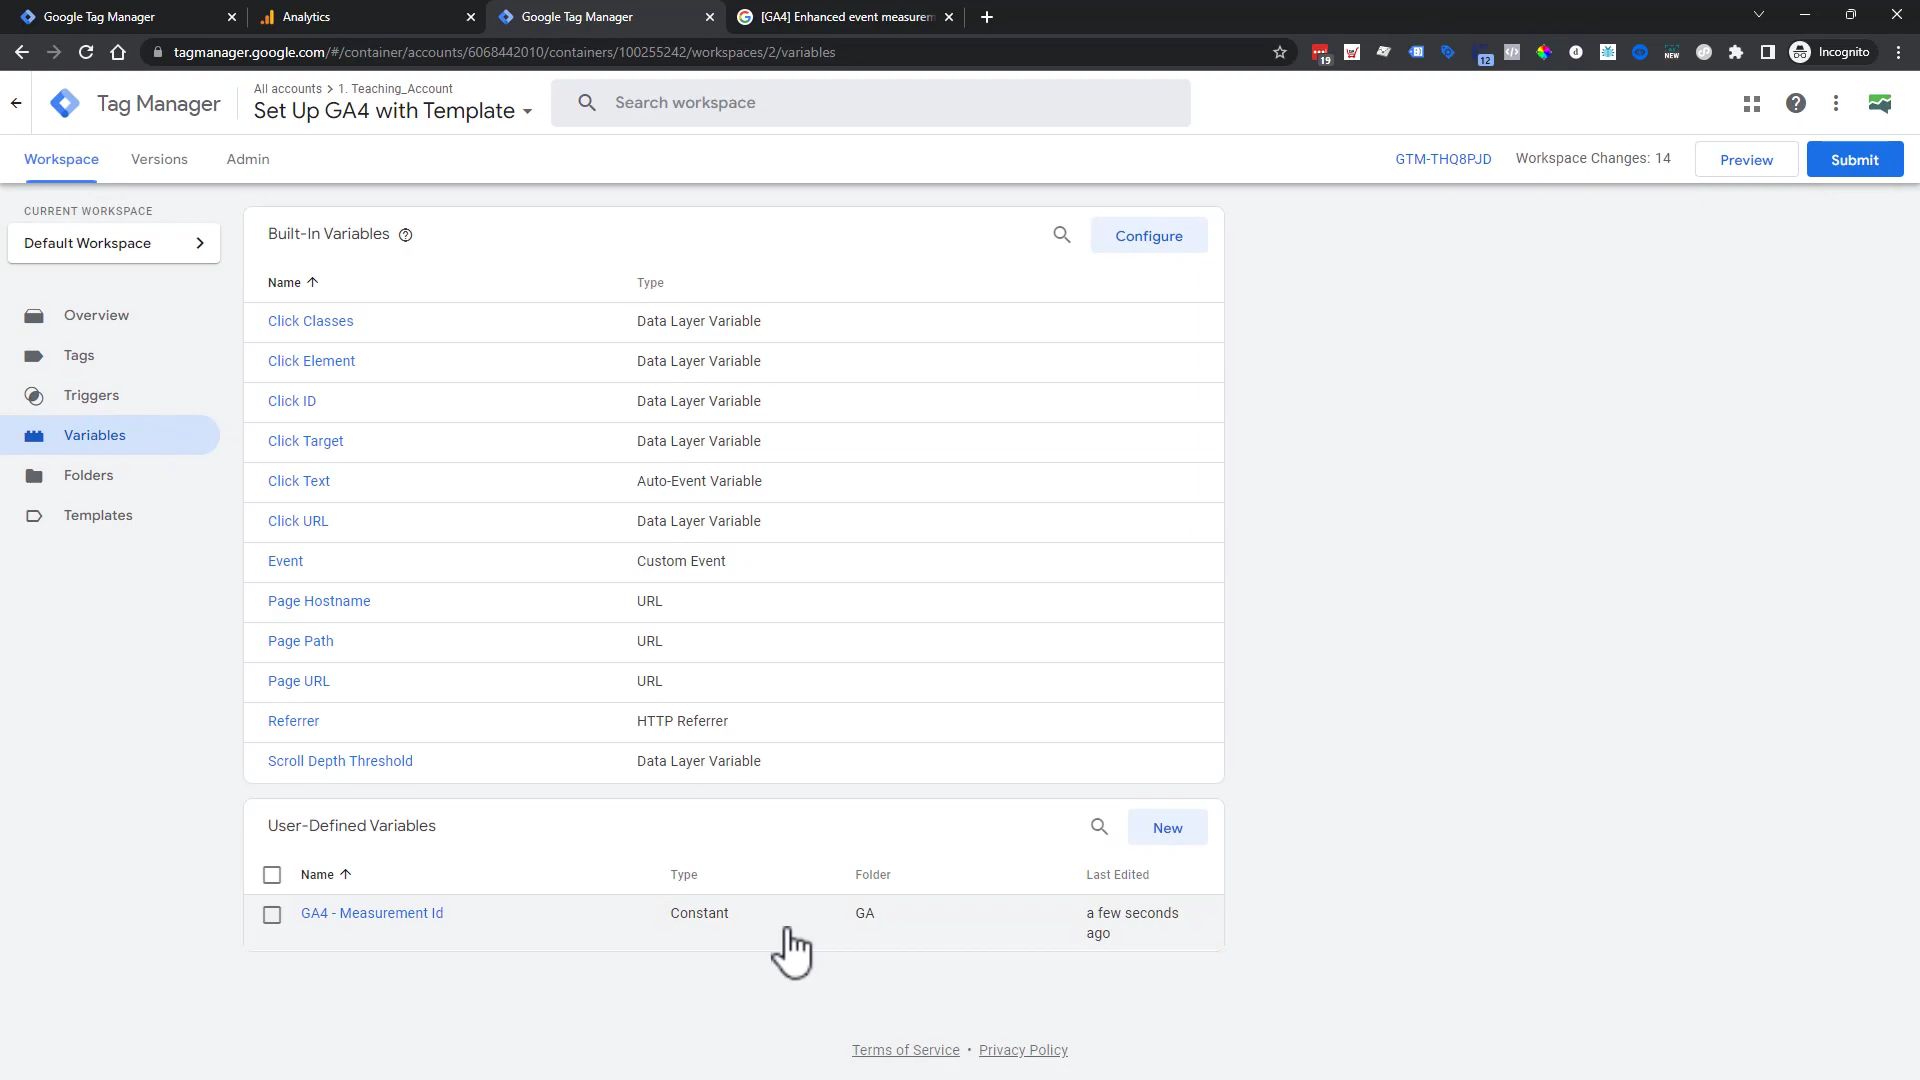 Google Tag Manager
Analytics
Google Tag Manager
[GA4] Enhanced event measurem
tagmanager.google.com/#/container/accounts/6068442010/containers/100255242/workspaces/2/variables
19
12
NEW
Incognito
Tag Manager
All accounts > 1. Teaching_Account
Set Up GA4 with Template
Search workspace
Workspace
Versions
Admin
GTM-THQ8PJD
Workspace Changes: 14
Preview
Submit
CURRENT WORKSPACE
Default Workspace
Overview
Tags
Triggers
Variables
Folders
Templates
Built-In Variables
Configure
Name Type
Click Classes Data Layer Variable
Click Element Data Layer Variable
Click ID Data Layer Variable
Click Target Data Layer Variable
Click Text Auto-Event Variable
Click URL Data Layer Variable
Event Custom Event
Page Hostname URL
Page Path URL
Page URL URL
Referrer HTTP Referrer
Scroll Depth Threshold Data Layer Variable
User-Defined Variables
New
Name Type Folder Last Edited
GA4 - Measurement Id Constant GA a few seconds
ago
Terms of Service • Privacy Policy